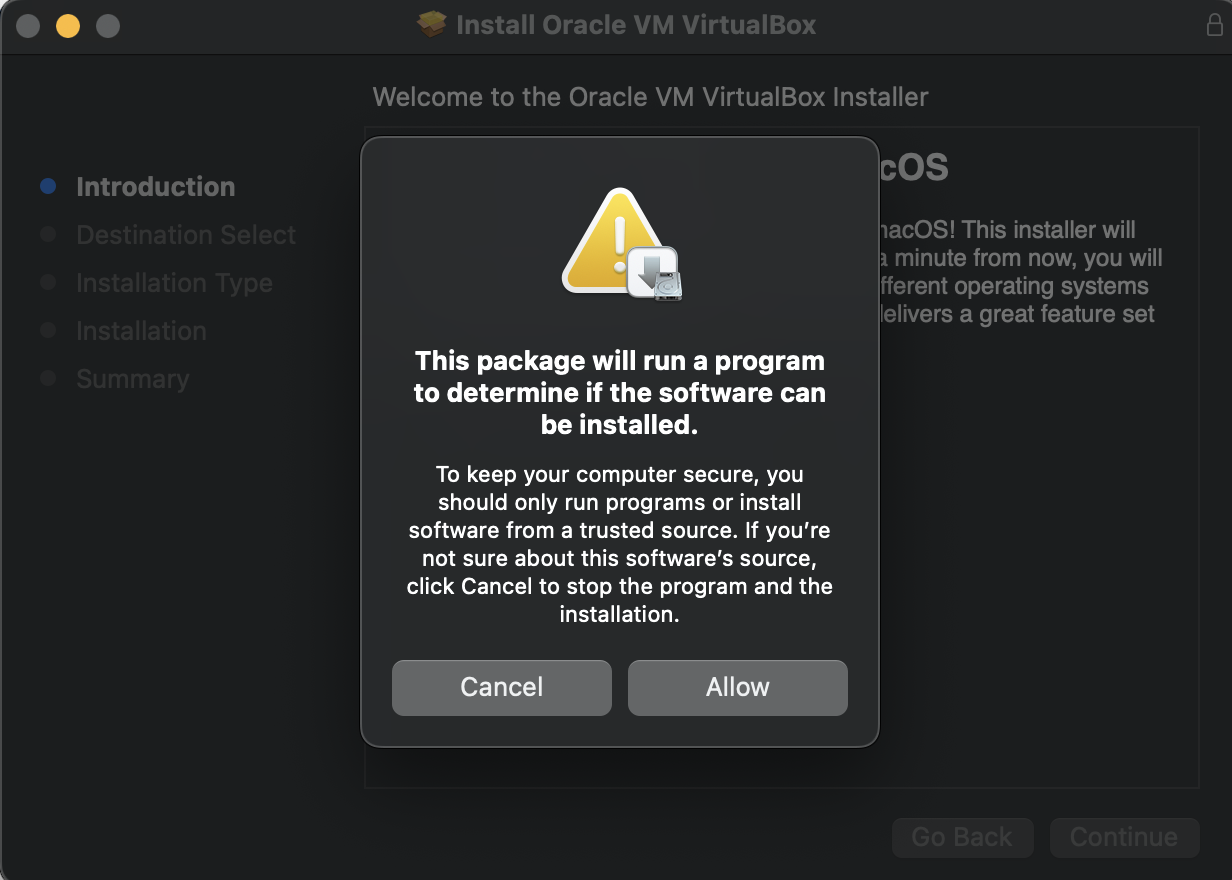 Install Oracle VM VirtualBox
Welcome to the Oracle VM VirtualBox Installer
Introduction
Destination Select
Installation Type
Installation
Summary
cOS
macOS! This installer will
a minute from now, you will
fferent operating systems
delivers a great feature set
This package will run a program
to determine if the software can
be installed.
To keep your computer secure, you
should only run programs or install
software from a trusted source. If you’re
not sure about this software’s source,
click Cancel to stop the program and the
installation.
Cancel
Allow
Go Back
Continue